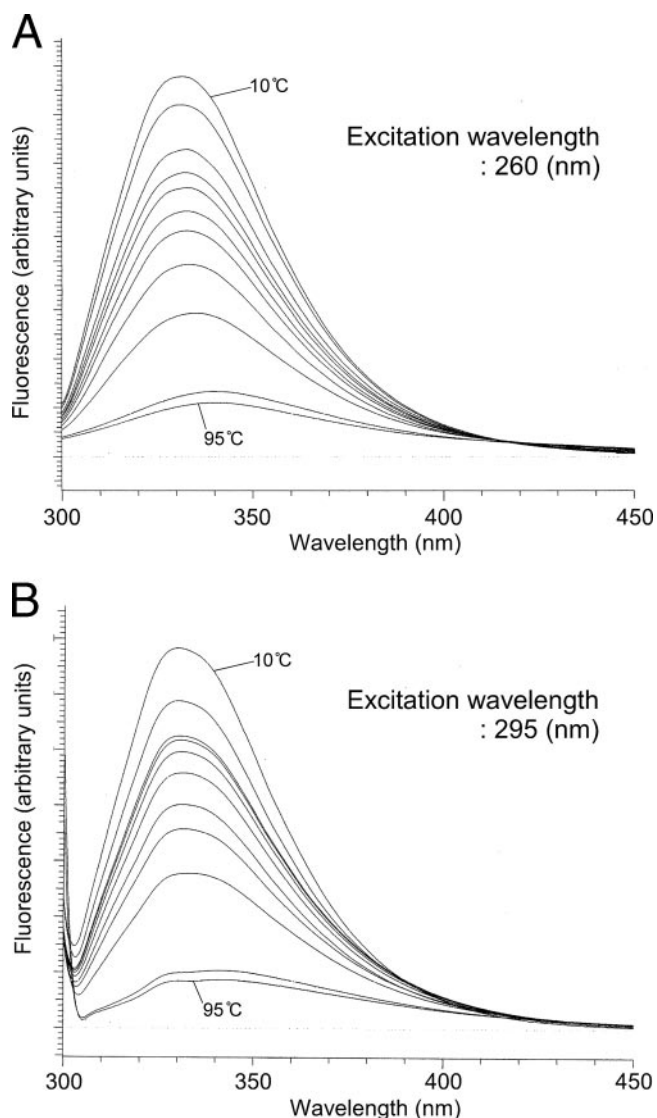 A
10℃
Excitation wavelength
: 260 (nm)
Fluorescence (arbitrary units)
95℃
300 350 400 450
Wavelength (nm)
B
10℃
Excitation wavelength
: 295 (nm)
Fluorescence (arbitrary units)
95℃
300 350 400 450
Wavelength (nm)